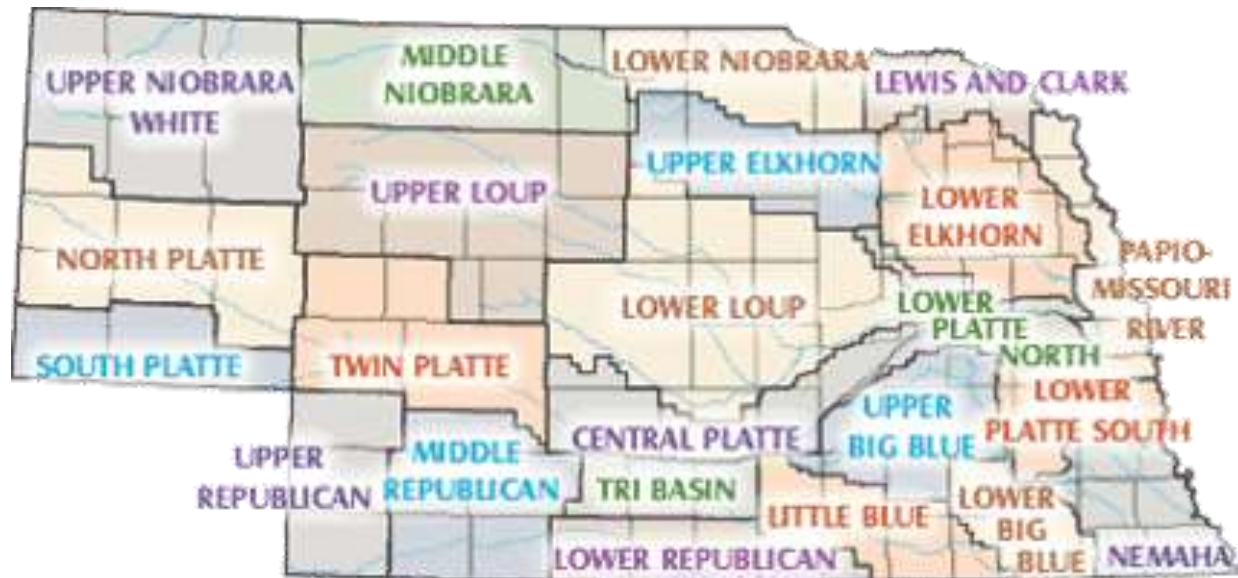 UPPER NIOBRARA
WHITE
MIDDLE
NIOBRARA
LOWER NIOBRARA
LEWIS AND CLARK
UPPER ELKHORN
UPPER LOUP
LOWER
ELKHORN
NORTH PLATTE
PAPIO-
MISSOURI
RIVER
LOWER LOUP
LOWER
PLATTE
NORTH
SOUTH PLATTE
TWIN PLATTE
LOWER
PLATTE SOUTH
UPPER
BIG BLUE
CENTRAL PLATTE
UPPER
REPUBLICAN
MIDDLE
REPUBLICAN
TRI BASIN
LITTLE BLUE
LOWER
BIG
BLUE
LOWER REPUBLICAN
NEMAHA